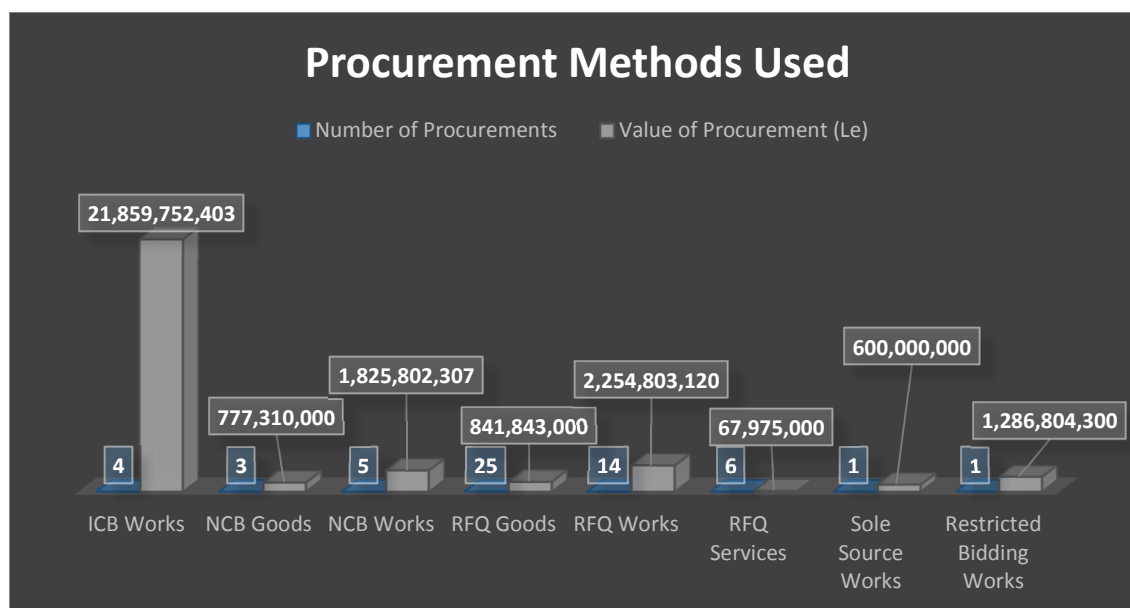 Procurement Methods Used
Number of Procurements Value of Procurement (Le)
21,859,752,403
777,310,000
1,825,802,307
841,843,000
2,254,803,120
67,975,000
600,000,000
1,286,804,300
4 3 5 25 14 6 1 1
ICB Works NCB Goods NCB Works RFQ Goods RFQ Works RFQ Sole Restricted
Services Source Bidding
Works Works